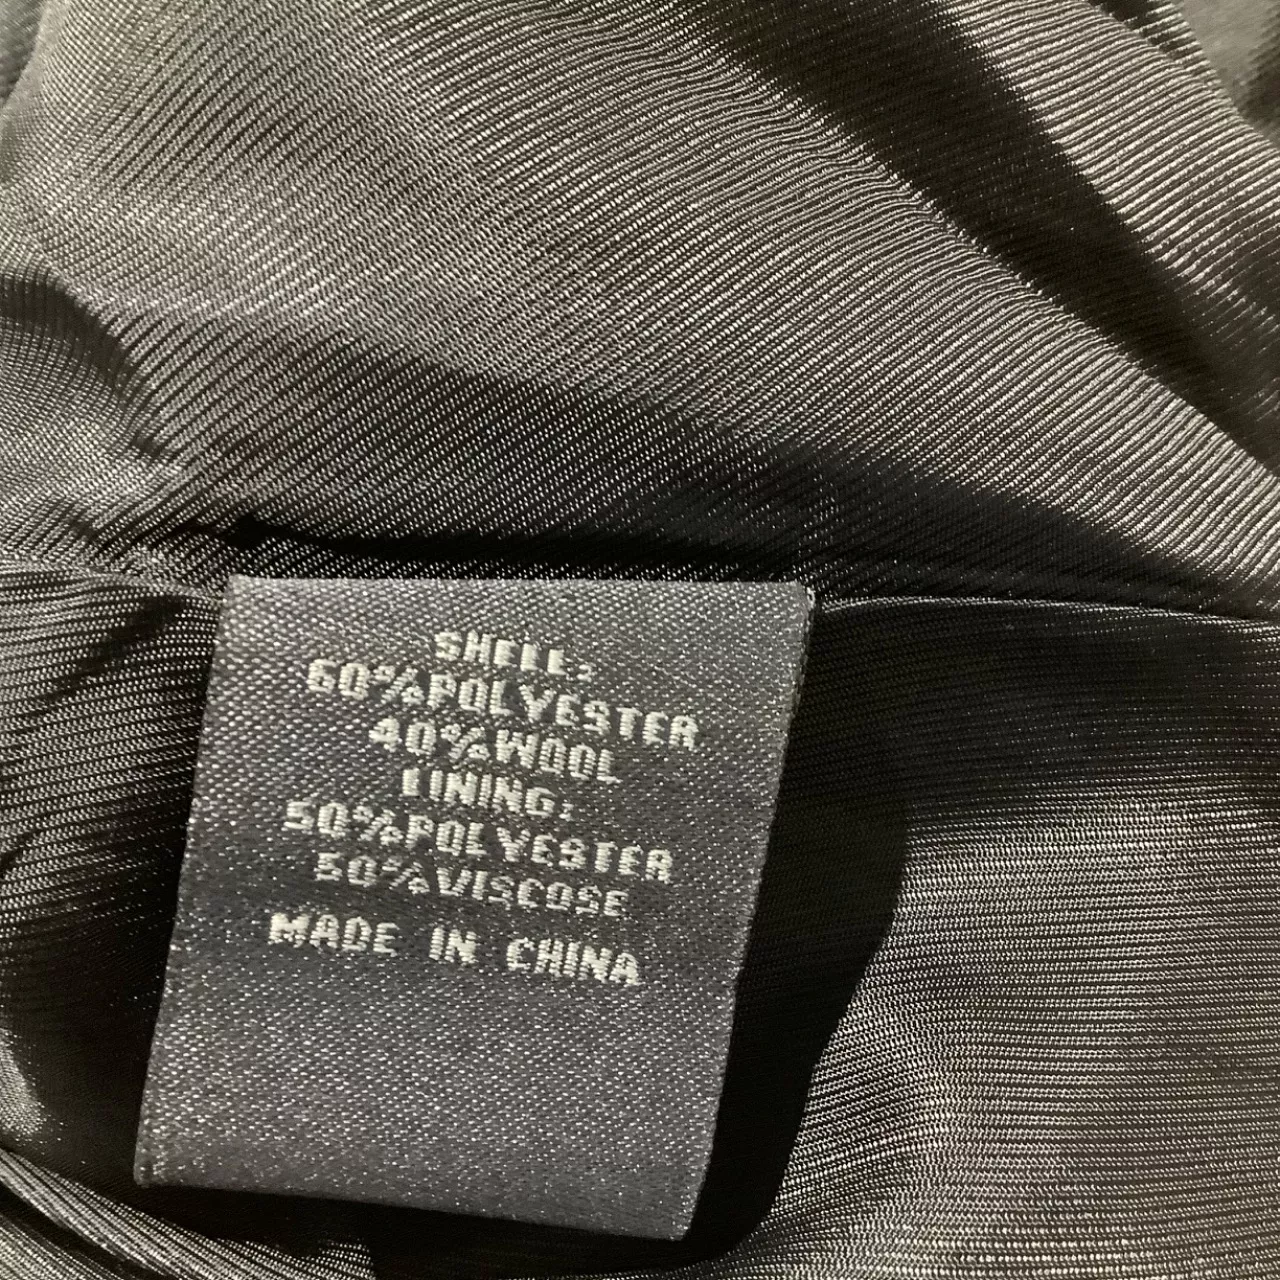 SHELL:
60%POLYESTER
40%WOOL
LINING:
50%POLYESTER
50%VISCOSE
MADE IN CHINA